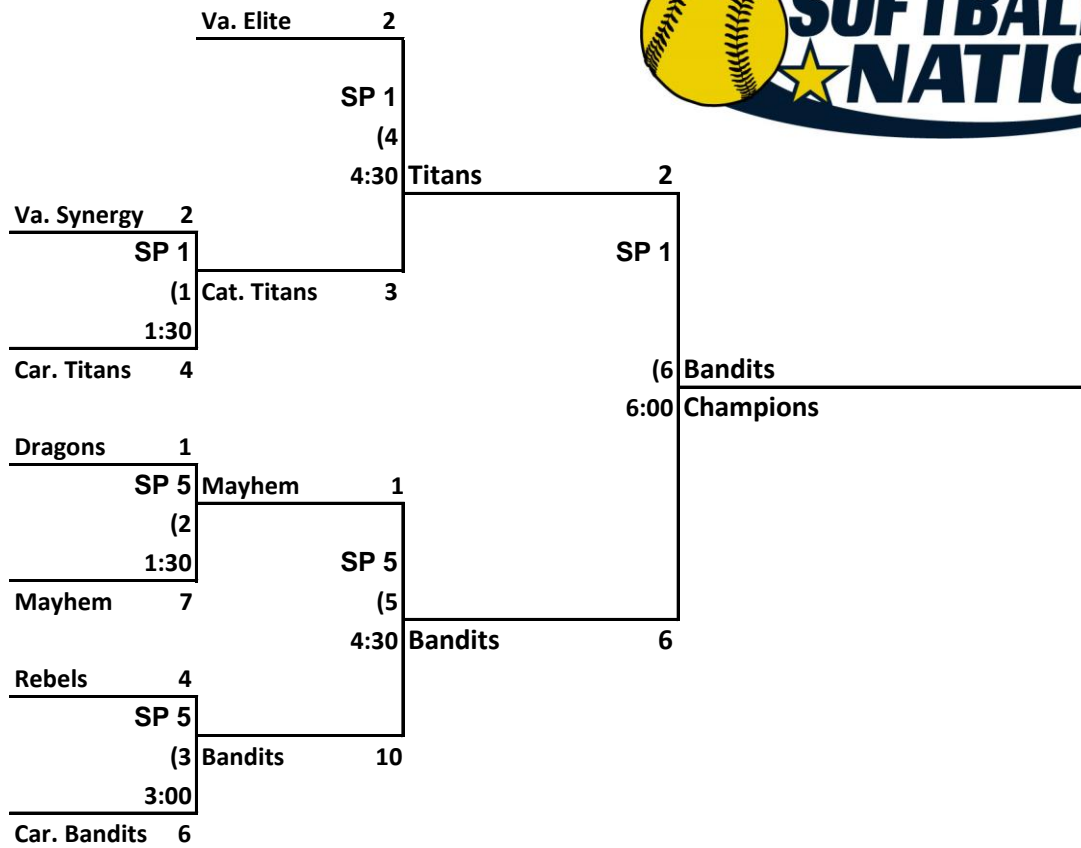 Va. Elite 2
SP 1
(4
4:30 Titans 2
Va. Synergy 2
SP 1 SP 1
(1 Cat. Titans 3
1:30
Car. Titans 4 (6 Bandits
6:00 Champions
Dragons 1
SP 5 Mayhem 1
(2
1:30 SP 5
Mayhem 7 (5
4:30 Bandits 6
Rebels 4
SP 5
(3 Bandits 10
3:00
Car. Bandits 6